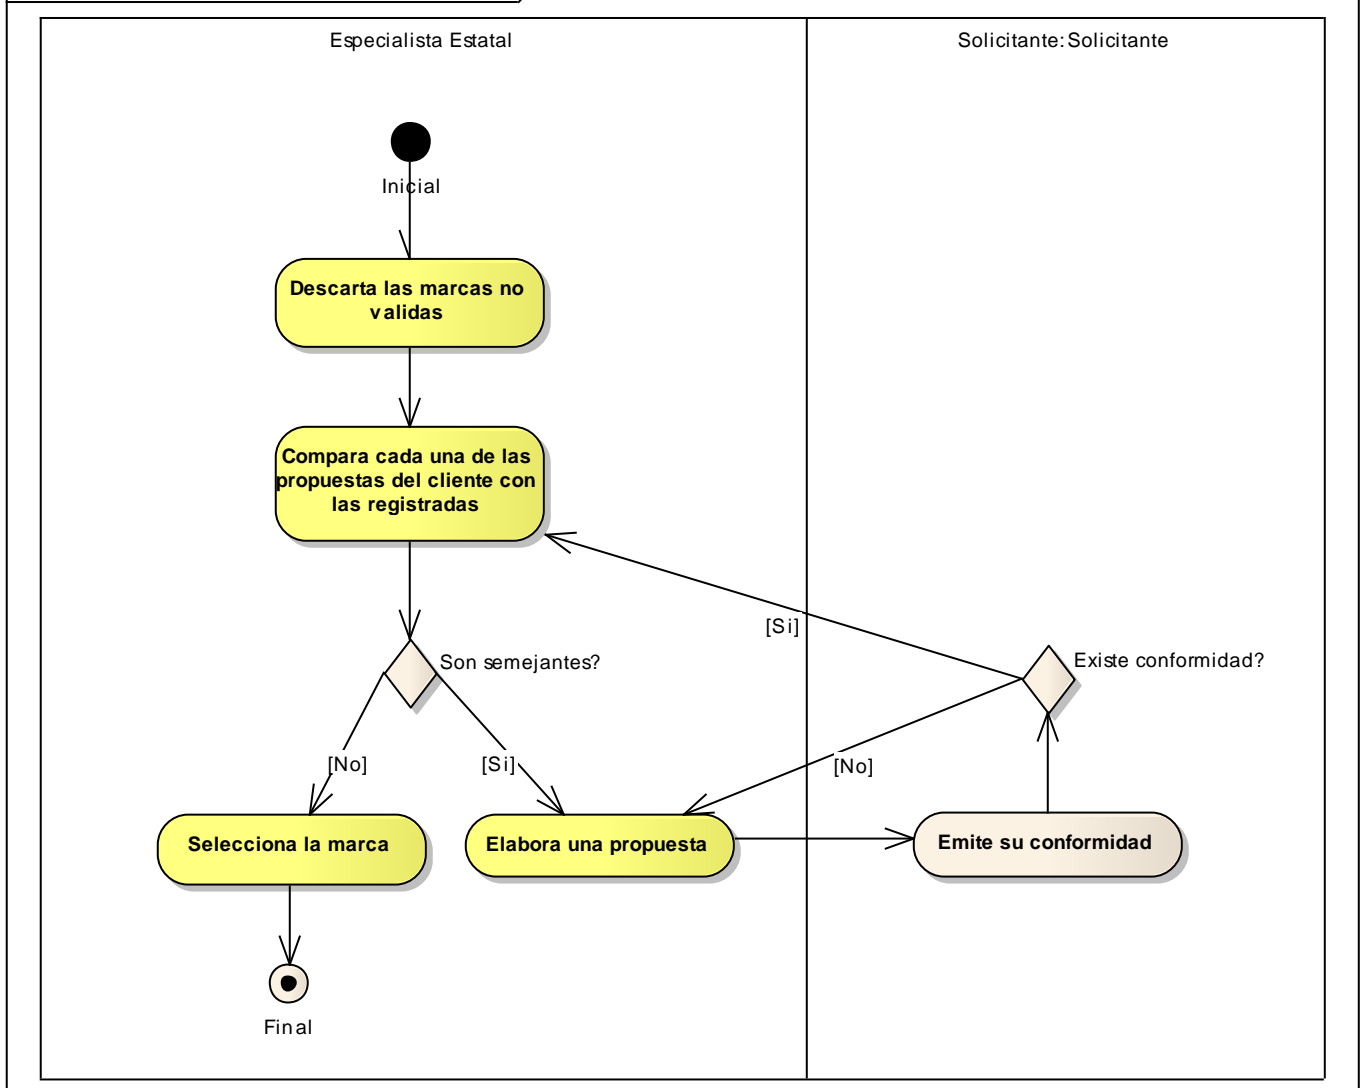 Especialista Estatal
Solicitante:Solicitante
Inicial
Descarta las marcas no
validas
Compara cada una de las
propuestas del cliente con
las registradas
[Si]
Son semejantes?
Existe conformidad?
[No]
[Si]
[No]
Selecciona la marca
Elabora una propuesta
Emite su conformidad
Final